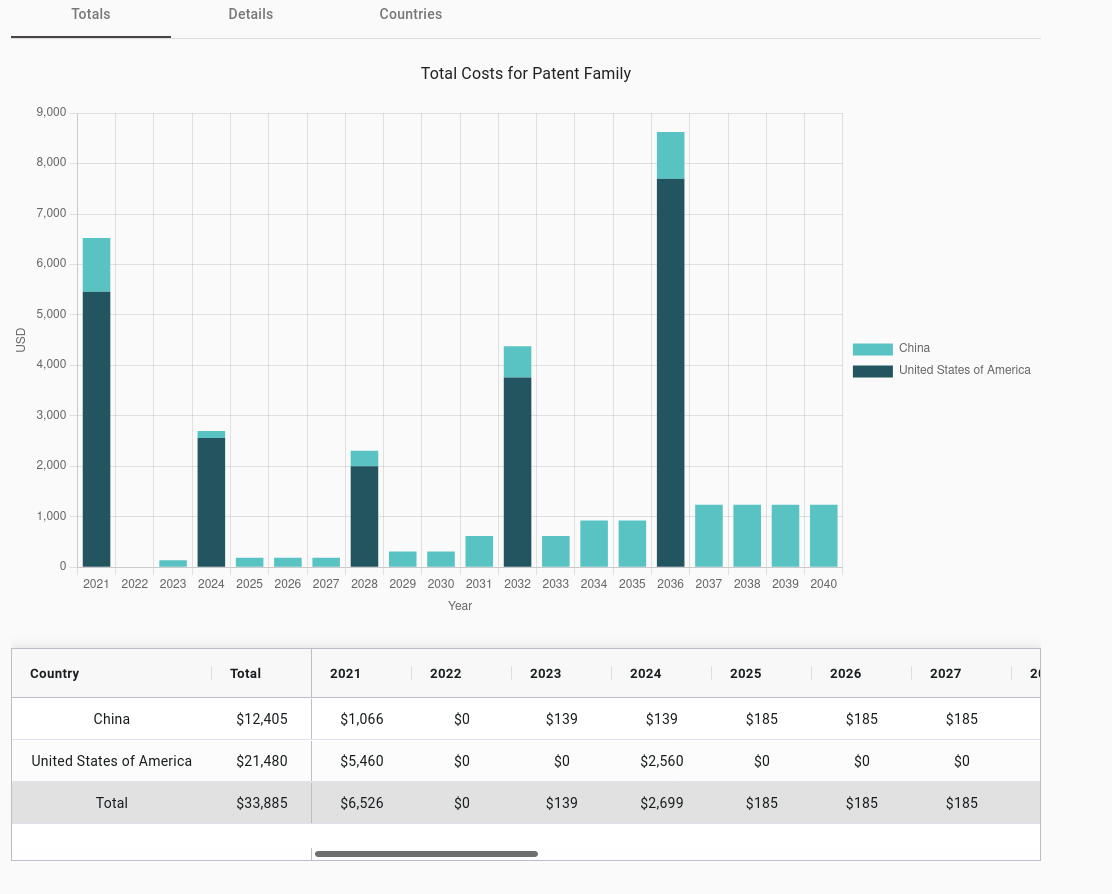 Totals Details Countries
Total Costs for Patent Family
9,000
8,000
7,000
6,000
5,000
4,000
3,000
2,000
1,000
0
USD
2021 2022 2023 2024 2025 2026 2027 2028 2029 2030 2031 2032 2033 2034 2035 2036 2037 2038 2039 2040
Year
China
United States of America
Country Total 2021 2022 2023 2024 2025 2026 2027
China $12,405 $1,066 $0 $139 $139 $185 $185 $185
United States of America $21,480 $5,460 $0 $0 $2,560 $0 $0 $0
Total $33,885 $6,526 $0 $139 $2,699 $185 $185 $185